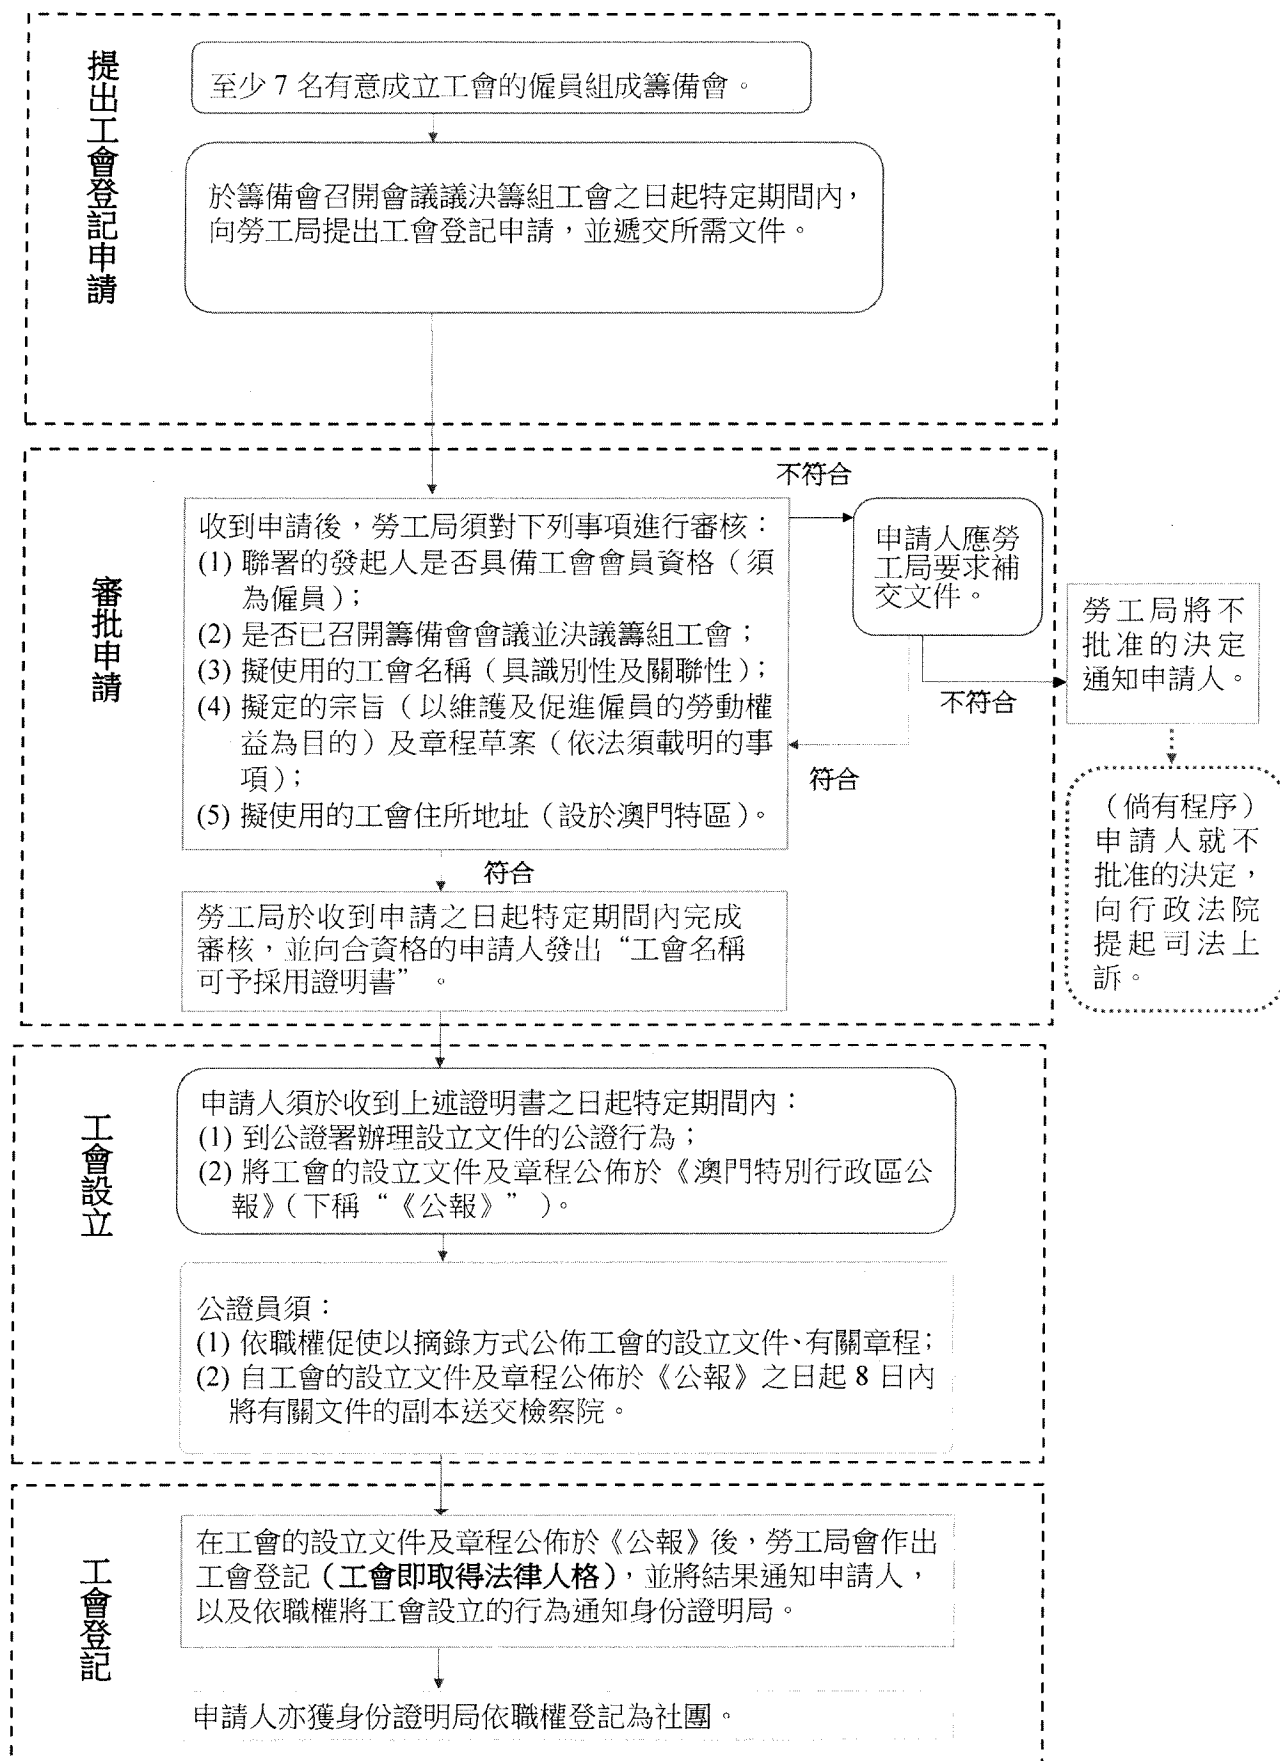 提出工會登記申請
至少 7 名有意成立工會的僱員組成籌備會。
於籌備會召開會議議決籌組工會之日起特定期間內，
向勞工局提出工會登記申請，並遞交所需文件。
審批申請
收到申請後，勞工局須對下列事項進行審核：
(1) 聯署的發起人是否具備工會會員資格（須
為僱員）；
(2) 是否已召開籌備會會議並決議籌組工會；
(3) 擬使用的工會名稱（具識別性及關聯性）；
(4) 擬定的宗旨（以維護及促進僱員的勞動權
益為目的）及章程草案（依法須載明的事
項）；
(5) 擬使用的工會住所地址（設於澳門特區）。
不符合
申請人應勞
工局要求補
交文件。
符合
不符合
勞工局將不
批准的決定
通知申請人。
（倘有程序）
申請人就不
批准的決定，
向行政法院
提起司法上
訴。
符合
勞工局於收到申請之日起特定期間內完成
審核，並向合資格的申請人發出“工會名稱
可予採用證明書”。
工會設立
申請人須於收到上述證明書之日起特定期間內：
(1) 到公證署辦理設立文件的公證行為；
(2) 將工會的設立文件及章程公佈於《澳門特別行政區公
報》（下稱“《公報》”）。
公證員須：
(1) 依職權促使以摘錄方式公佈工會的設立文件、有關章程；
(2) 自工會的設立文件及章程公佈於《公報》之日起 8 日內
將有關文件的副本送交檢察院。
工會登記
在工會的設立文件及章程公佈於《公報》後，勞工局會作出
工會登記（工會即取得法律人格），並將結果通知申請人，
以及依職權將工會設立的行為通知身份證明局。
申請人亦獲身份證明局依職權登記為社團。